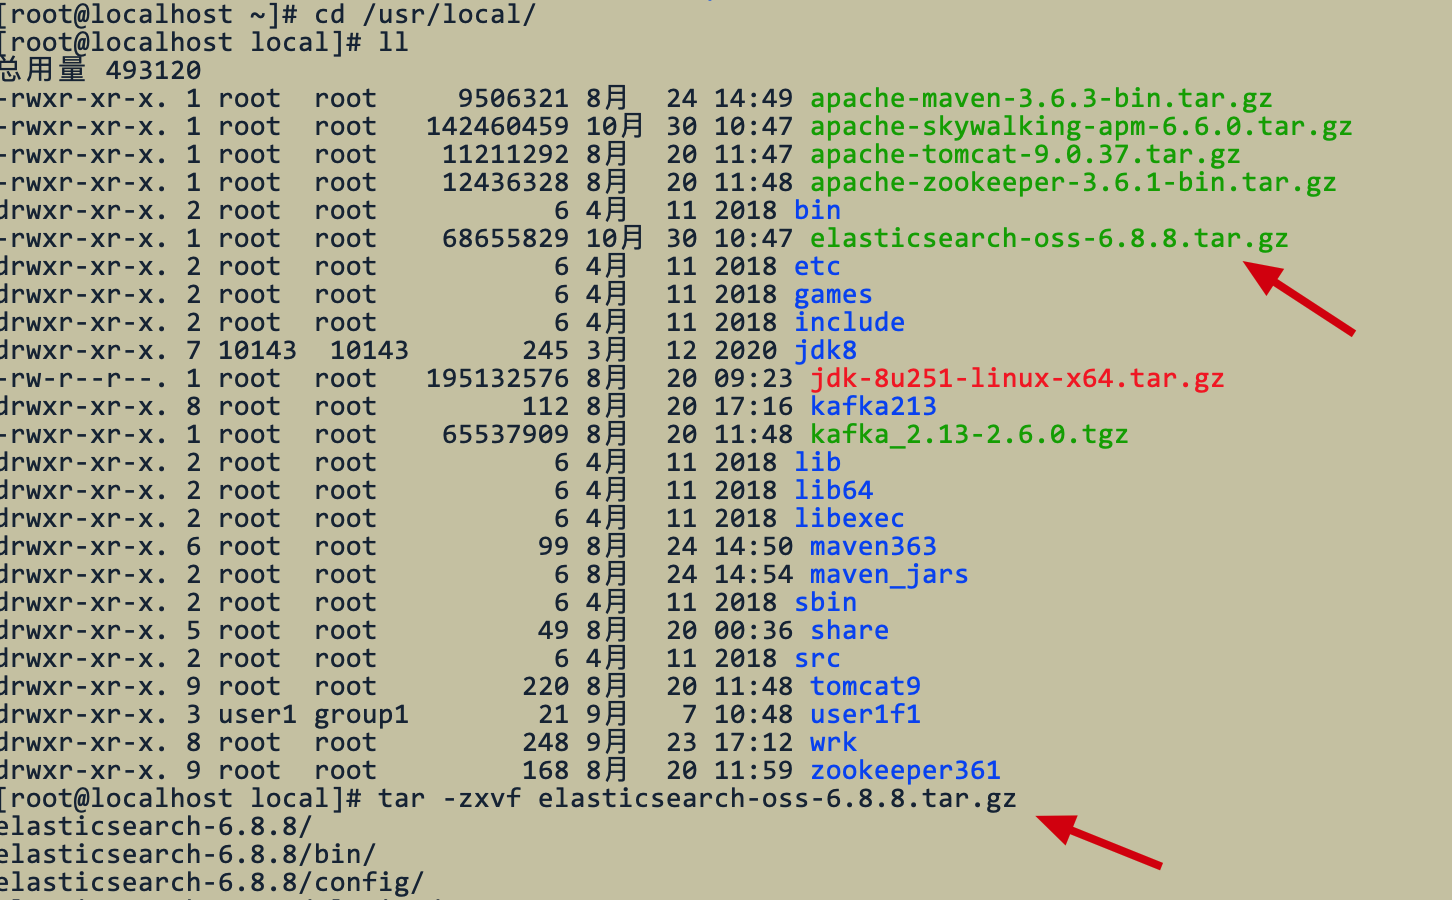 [root@localhost ~]# cd /usr/local/
[root@localhost local]# ll
总用量 493120
-rwxr-xr-x. 1 root  root     9506321 8月  24 14:49 apache-maven-3.6.3-bin.tar.gz
-rwxr-xr-x. 1 root  root   142460459 10月 30 10:47 apache-skywalking-apm-6.6.0.tar.gz
-rwxr-xr-x. 1 root  root    11211292 8月  20 11:47 apache-tomcat-9.0.37.tar.gz
-rwxr-xr-x. 1 root  root    12436328 8月  20 11:48 apache-zookeeper-3.6.1-bin.tar.gz
drwxr-xr-x. 2 root  root           6 4月  11 2018 bin
-rwxr-xr-x. 1 root  root    68655829 10月 30 10:47 elasticsearch-oss-6.8.8.tar.gz
drwxr-xr-x. 2 root  root           6 4月  11 2018 etc
drwxr-xr-x. 2 root  root           6 4月  11 2018 games
drwxr-xr-x. 2 root  root           6 4月  11 2018 include
drwxr-xr-x. 7 10143  10143       245 3月  12 2020 jdk8
-rw-r--r--. 1 root  root   195132576 8月  20 09:23 jdk-8u251-linux-x64.tar.gz
drwxr-xr-x. 8 root  root         112 8月  20 17:16 kafka213
-rwxr-xr-x. 1 root  root    65537909 8月  20 11:48 kafka_2.13-2.6.0.tgz
drwxr-xr-x. 2 root  root           6 4月  11 2018 lib
drwxr-xr-x. 2 root  root           6 4月  11 2018 lib64
drwxr-xr-x. 2 root  root           6 4月  11 2018 libexec
drwxr-xr-x. 6 root  root          99 8月  24 14:50 maven363
drwxr-xr-x. 2 root  root           6 8月  24 14:54 maven_jars
drwxr-xr-x. 2 root  root           6 4月  11 2018 sbin
drwxr-xr-x. 5 root  root          49 8月  20 00:36 share
drwxr-xr-x. 2 root  root           6 4月  11 2018 src
drwxr-xr-x. 9 root  root         220 8月  20 11:48 tomcat9
drwxr-xr-x. 3 user1 group1        21 9月   7 10:48 user1f1
drwxr-xr-x. 8 root  root         248 9月  23 17:12 wrk
drwxr-xr-x. 9 root  root         168 8月  20 11:59 zookeeper361
[root@localhost local]# tar -zxvf elasticsearch-oss-6.8.8.tar.gz
elasticsearch-6.8.8/
elasticsearch-6.8.8/bin/
elasticsearch-6.8.8/config/